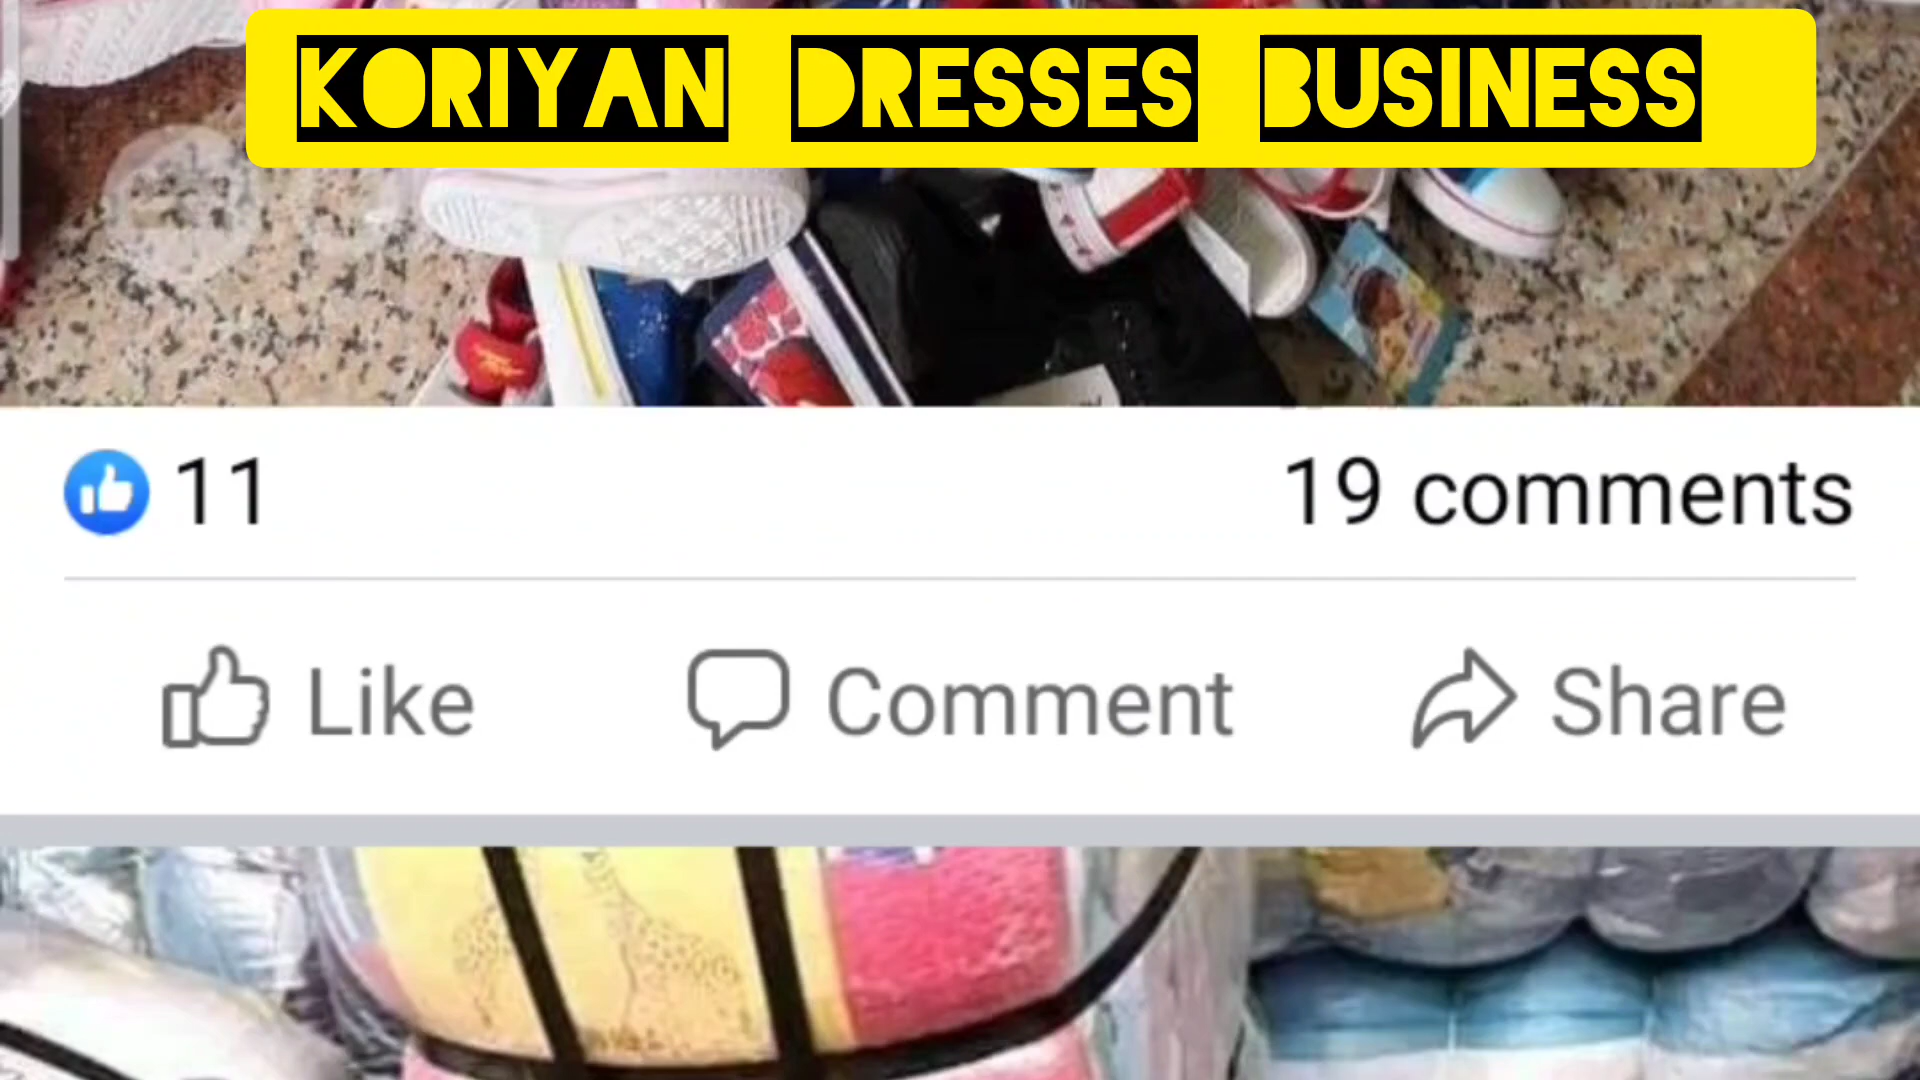 KORIYAN DRESSES BUSINESS
11
19 comments
Like
Comment
Share